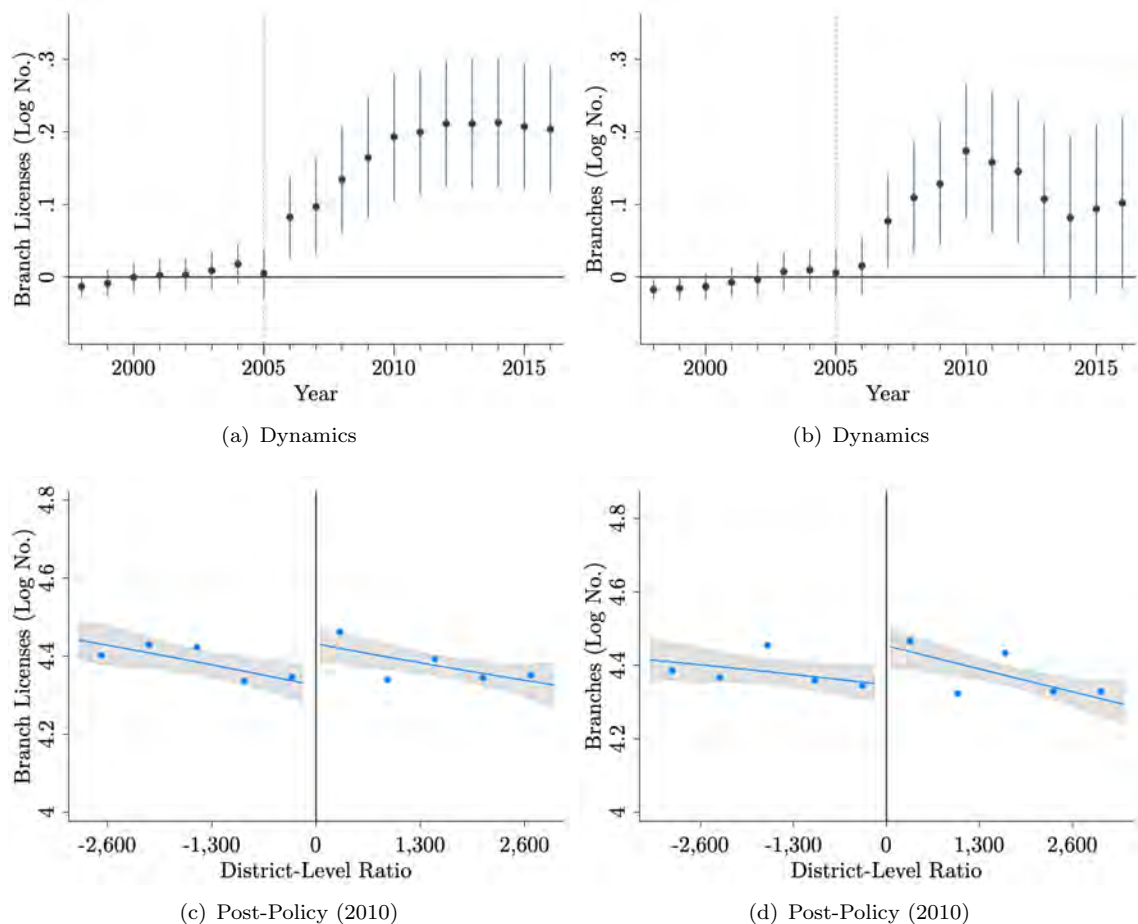 Branch Licenses (Log No.)
.3
.2
.1
0
2000 2005 2010 2015
Year
(a) Dynamics
Branches (Log No.)
.3
.2
.1
0
2000 2005 2010 2015
Year
(b) Dynamics
Branch Licenses (Log No.)
4.8
4.6
4.4
4.2
4
-2,600 -1,300 0 1,300 2,600
District-Level Ratio
(c) Post-Policy (2010)
Branches (Log No.)
4.8
4.6
4.4
4.2
4
-2,600 -1,300 0 1,300 2,600
District-Level Ratio
(d) Post-Policy (2010)